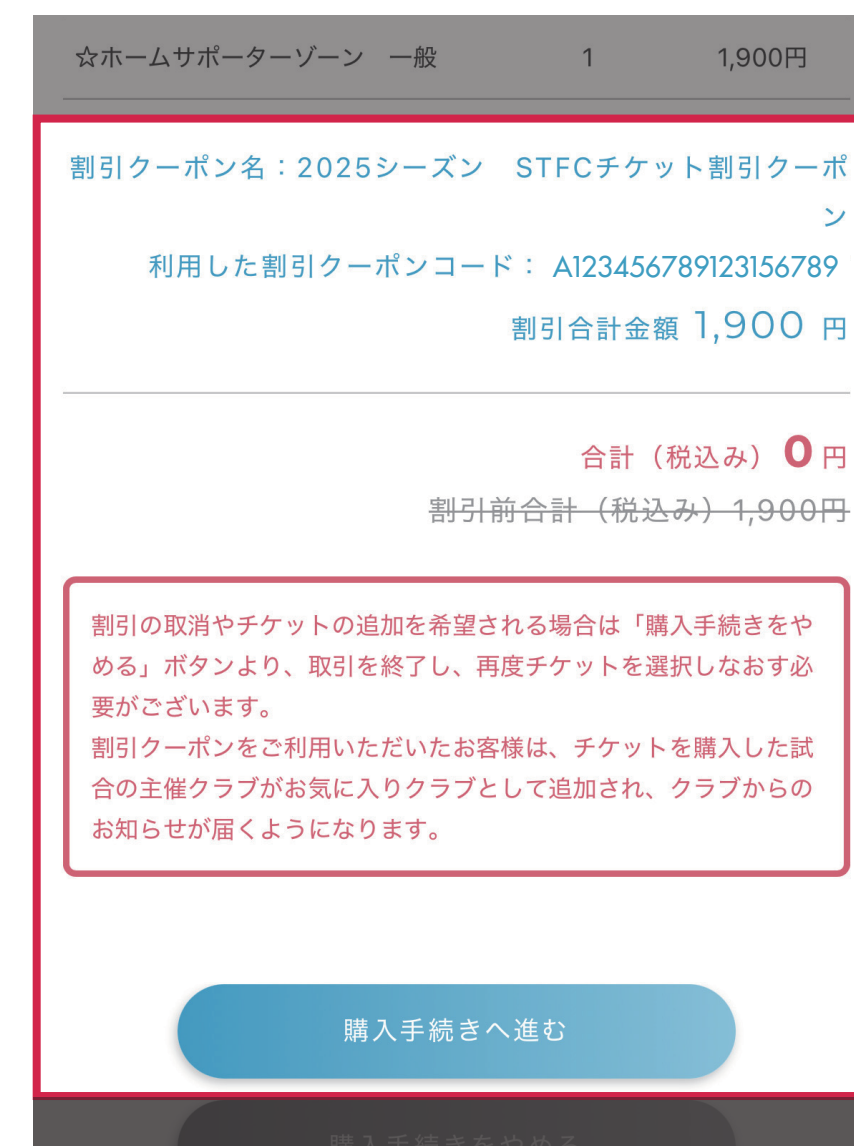 ☆ホームサポーターゾーン　一般　1　1,900円
割引クーポン名：2025シーズン　STFCチケット割引クーポ
ン
利用した割引クーポンコード： A123456789123156789
割引合計金額 1,900 円
合計（税込み） 0 円
割引前合計（税込み）1,900円
割引の取消やチケットの追加を希望される場合は「購入手続きをや
める」ボタンより、取引を終了し、再度チケットを選択しなおす必
要がございます。
割引クーポンをご利用いただいたお客様は、チケットを購入した試
合の主催クラブがお気に入りクラブとして追加され、クラブからの
お知らせが届くようになります。
購入手続きへ進む
購入手続きをやめる